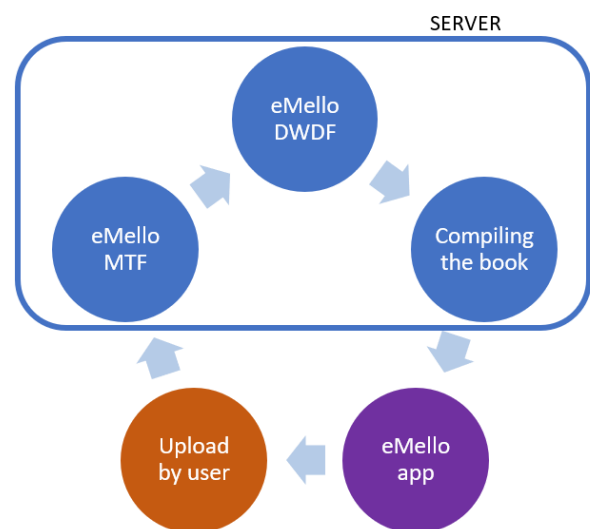 SERVER
eMello
DWDF
eMello
MTF
Compiling
the book
Upload
by user
eMello
app